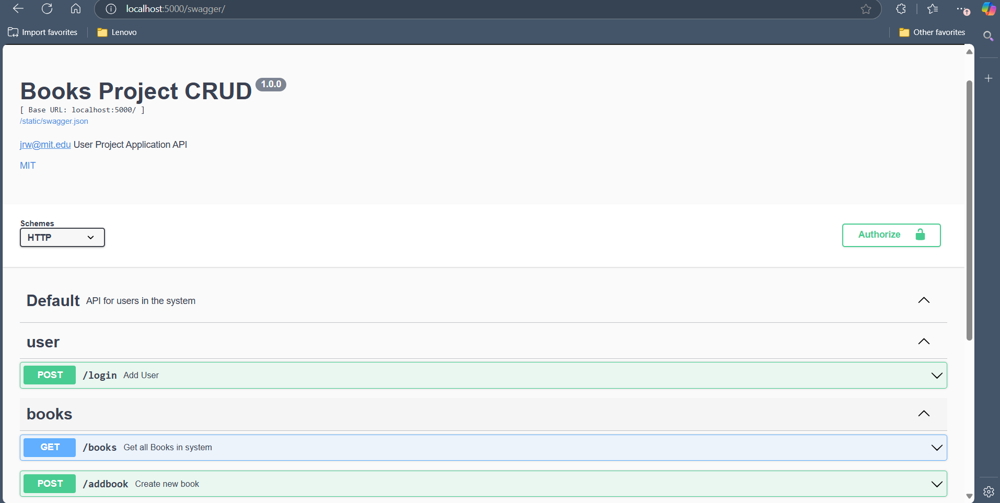 localhost:5000/swagger/
Import favorites
Lenovo
Other favorites
Books Project CRUD 1.0.0
[ Base URL: localhost:5000/ ]
/static/swagger.json
jrw@mit.edu User Project Application API
MIT
Schemes
HTTP
Authorize
Default API for users in the system
user
POST /login Add User
books
GET /books Get all Books in system
POST /addbook Create new book